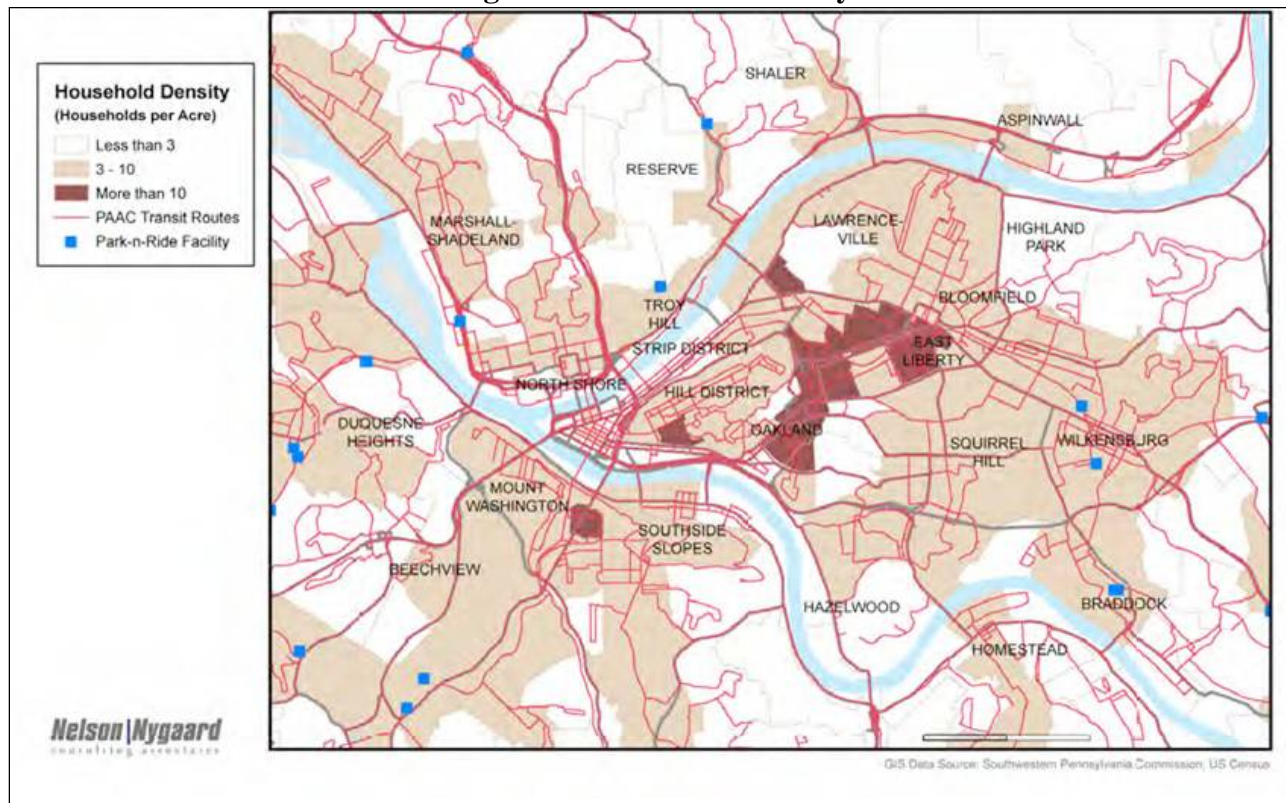 Household Density
(Households per Acre)
Less than 3
3 - 10
More than 10
PAAC Transit Routes
Park-n-Ride Facility
SHALER
ASPINWALL
RESERVE
MARSHALL-
SHADELAND
LAWRENCE-
VILLE
HIGHLAND
PARK
TROY
HILL
BLOOMFIELD
STRIP DISTRICT
EAST
LIBERTY
NORTH SHORE
HILL DISTRICT
DUQUESNE
HEIGHTS
OAKLAND
SQUIRREL
HILL
WILKENSBURG
MOUNT
WASHINGTON
SOUTHSIDE
SLOPES
BEECHVIEW
HAZELWOOD
BRADDOCK
HOMESTEAD
Nelson|Nygaard
consulting associates
GIS Data Source: Southwestern Pennsylvania Commission, US Census